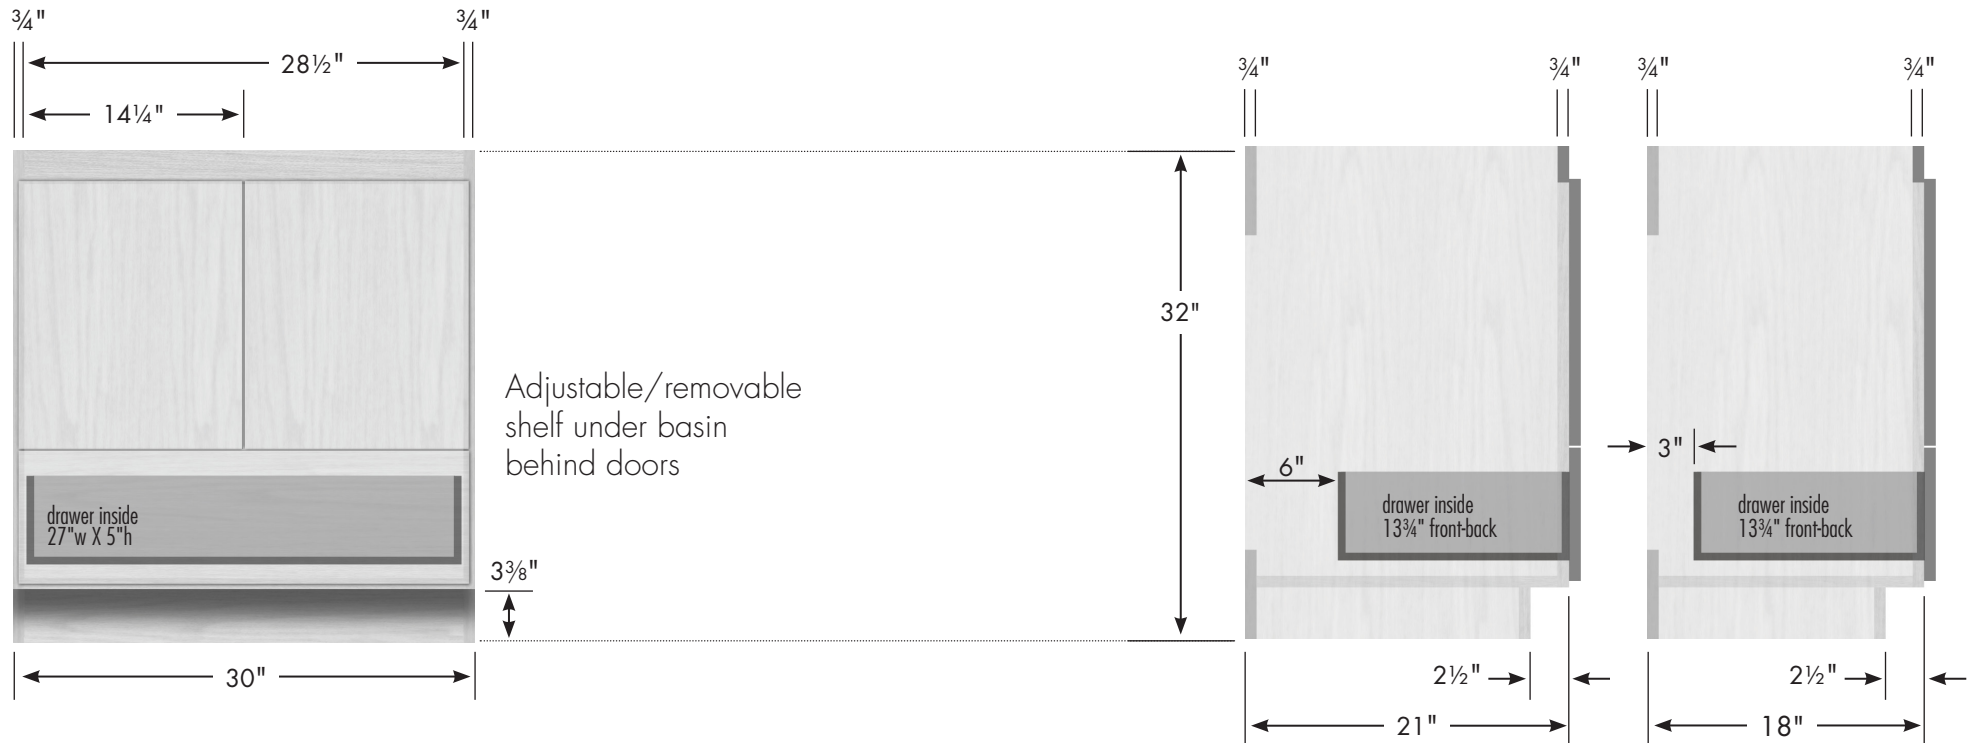 ¾" ¾"
28½"
14¼"
¾" ¾" ¾" ¾"
32"
Adjustable/removable
shelf under basin
behind doors
3"
6"
drawer inside
27"w X 5"h
drawer inside
13¾" front-back
drawer inside
13¾" front-back
3⅜"
30"
2½" 2½"
21" 18"